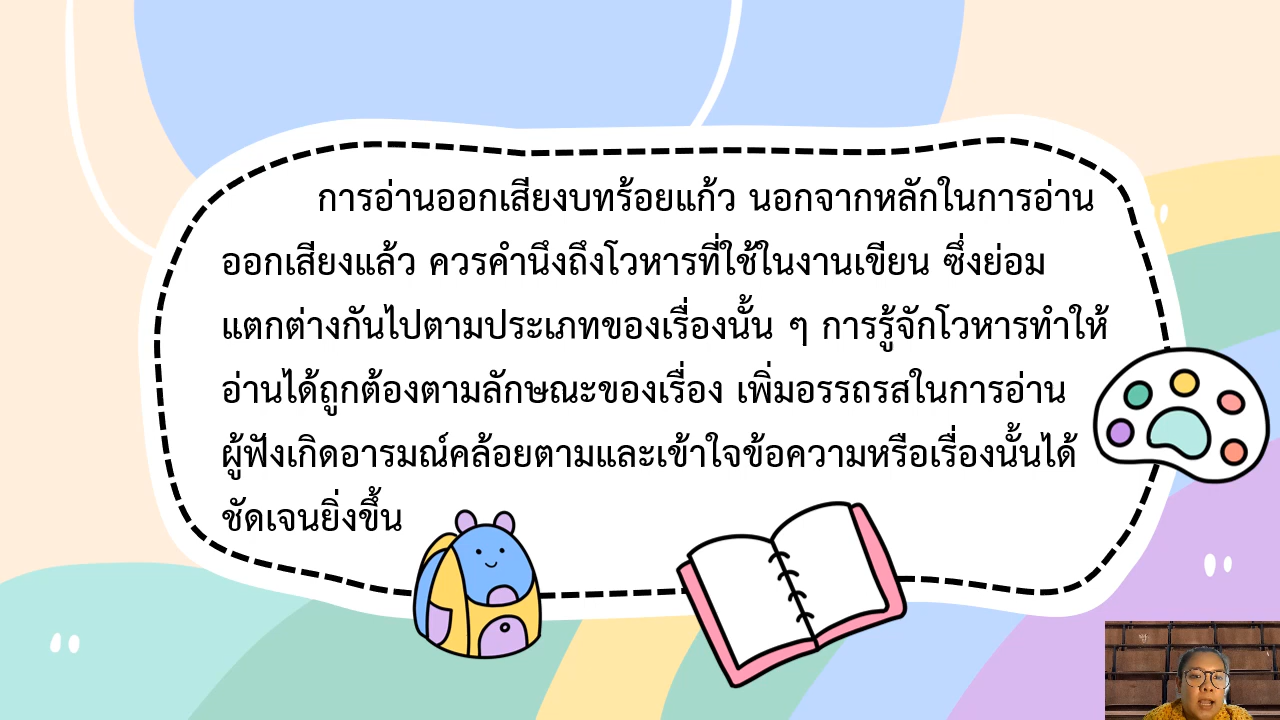 การอ่านออกเสียงบทร้อยแก้ว นอกจากหลักในการอ่าน
ออกเสียงแล้ว ควรคำนึงถึงโวหารที่ใช้ในงานเขียน ซึ่งย่อม
แตกต่างกันไปตามประเภทของเรื่องนั้น ๆ การรู้จักโวหารทำให้
อ่านได้ถูกต้องตามลักษณะของเรื่อง เพิ่มอรรถรสในการอ่าน
ผู้ฟังเกิดอารมณ์คล้อยตามและเข้าใจข้อความหรือเรื่องนั้นได้
ชัดเจนยิ่งขึ้น